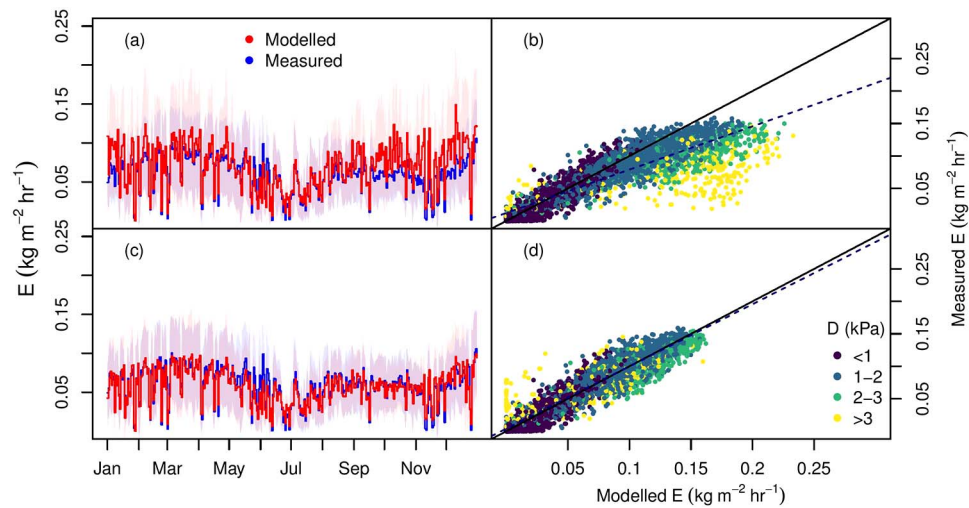 (a)
Modelled
Measured
(b)
0.25
0.15
0.05
E (kg m⁻² hr⁻¹)
0.25
0.15
0.05
Measured E (kg m⁻² hr⁻¹)
(c)
0.25
0.15
0.05
(d)
0.25
0.15
0.05
D (kPa)
<1
1−2
2−3
>3
Jan Mar May Jul Sep Nov
0.05 0.1 0.15 0.2 0.25
Modelled E (kg m⁻² hr⁻¹)